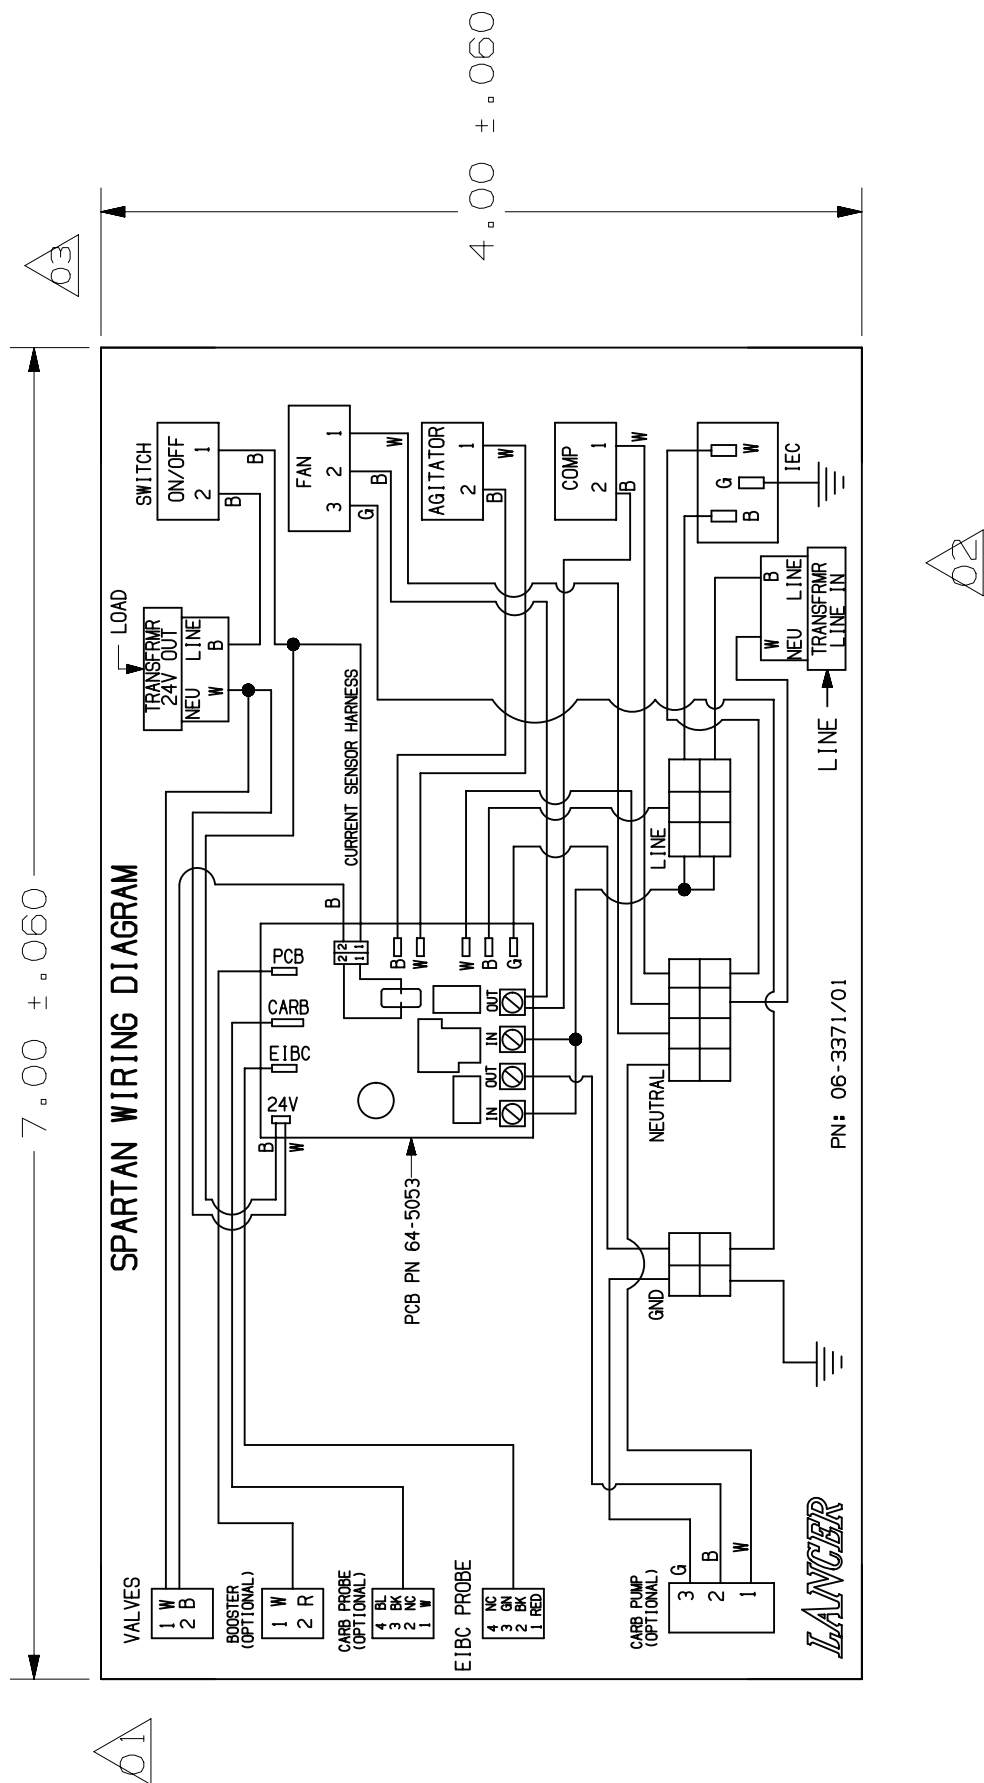 7.00 ±.060
4.00 ±.060
01
02
03
SPARTAN WIRING DIAGRAM
VALVES
1 W
2 B
BOOSTER
(OPTIONAL)
1 W
2 R
CARB PROBE
(OPTIONAL)
4 BL
3 BK
2 NC
1 W
EIBC PROBE
4 NC
3 GN
2 BK
1 RED
CARB PUMP
(OPTIONAL)
3 G
2 B
1 W
LANCER
24V
B
W
EIBC
CARB
PCB
PCB PN 64-5053
IN
OUT
IN
OUT
2 2
1 1
B
CURRENT SENSOR HARNESS
B
W
W
B
G
GND
NEUTRAL
LINE
PN: 06-3371/01
LOAD
TRANSFRMR
24V OUT
NEU LINE
W B
SWITCH
ON/OFF
2 1
B B
FAN
3 2 1
G B W
AGITATOR
2 1
B W
COMP
2 1
B W
B G W
IEC
W B
NEU LINE
TRANSFRMR
LINE IN
LINE